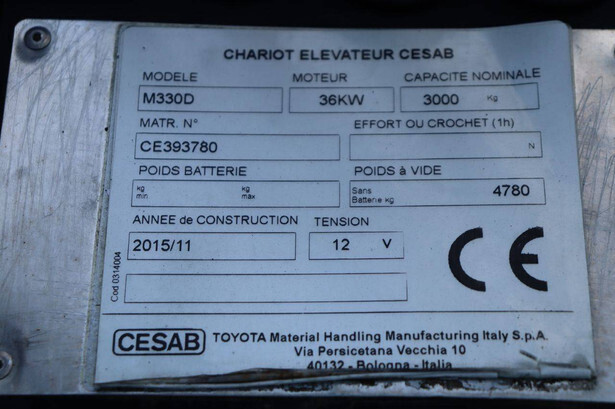 CHARIOT ELEVATEUR CESAB
MODELE MOTEUR CAPACITE NOMINALE
M330D 36KW 3000 Kg
MATR. N° EFFORT OU CROCHET (1h)
CE393780 N
POIDS BATTERIE POIDS à VIDE
kg min kg max Sans Batterie kg 4780
ANNEE de CONSTRUCTION TENSION
2015/11 12 V
CE
Cod 0314004
CESAB TOYOTA Material Handling Manufacturing Italy S.p.A.
Via Persicetana Vecchia 10
40132 - Bologna - Italia